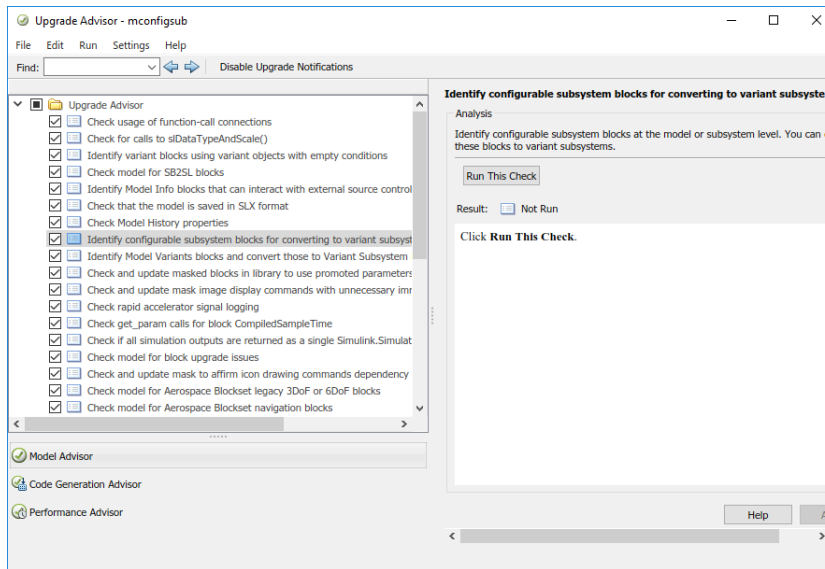 Upgrade Advisor - mconfigsub
File Edit Run Settings Help
Find: Disable Upgrade Notifications
Upgrade Advisor
Check usage of function-call connections
Check for calls to slDataTypeAndScale()
Identify variant blocks using variant objects with empty conditions
Check model for SB2SL blocks
Identify Model Info blocks that can interact with external source control
Check that the model is saved in SLX format
Check Model History properties
Identify configurable subsystem blocks for converting to variant subsyst
Identify Model Variants blocks and convert those to Variant Subsystem
Check and update masked blocks in library to use promoted parameters
Check and update mask image display commands with unnecessary imr
Check rapid accelerator signal logging
Check get_param calls for block CompiledSampleTime
Check if all simulation outputs are returned as a single Simulink.Simulat
Check model for block upgrade issues
Check and update mask to affirm icon drawing commands dependency
Check model for Aerospace Blockset legacy 3DoF or 6DoF blocks
Check model for Aerospace Blockset navigation blocks
Model Advisor
Code Generation Advisor
Performance Advisor
Identify configurable subsystem blocks for converting to variant subsyste
Analysis
Identify configurable subsystem blocks at the model or subsystem level. You can
these blocks to variant subsystems.
Run This Check
Result: Not Run
Click Run This Check.
Help